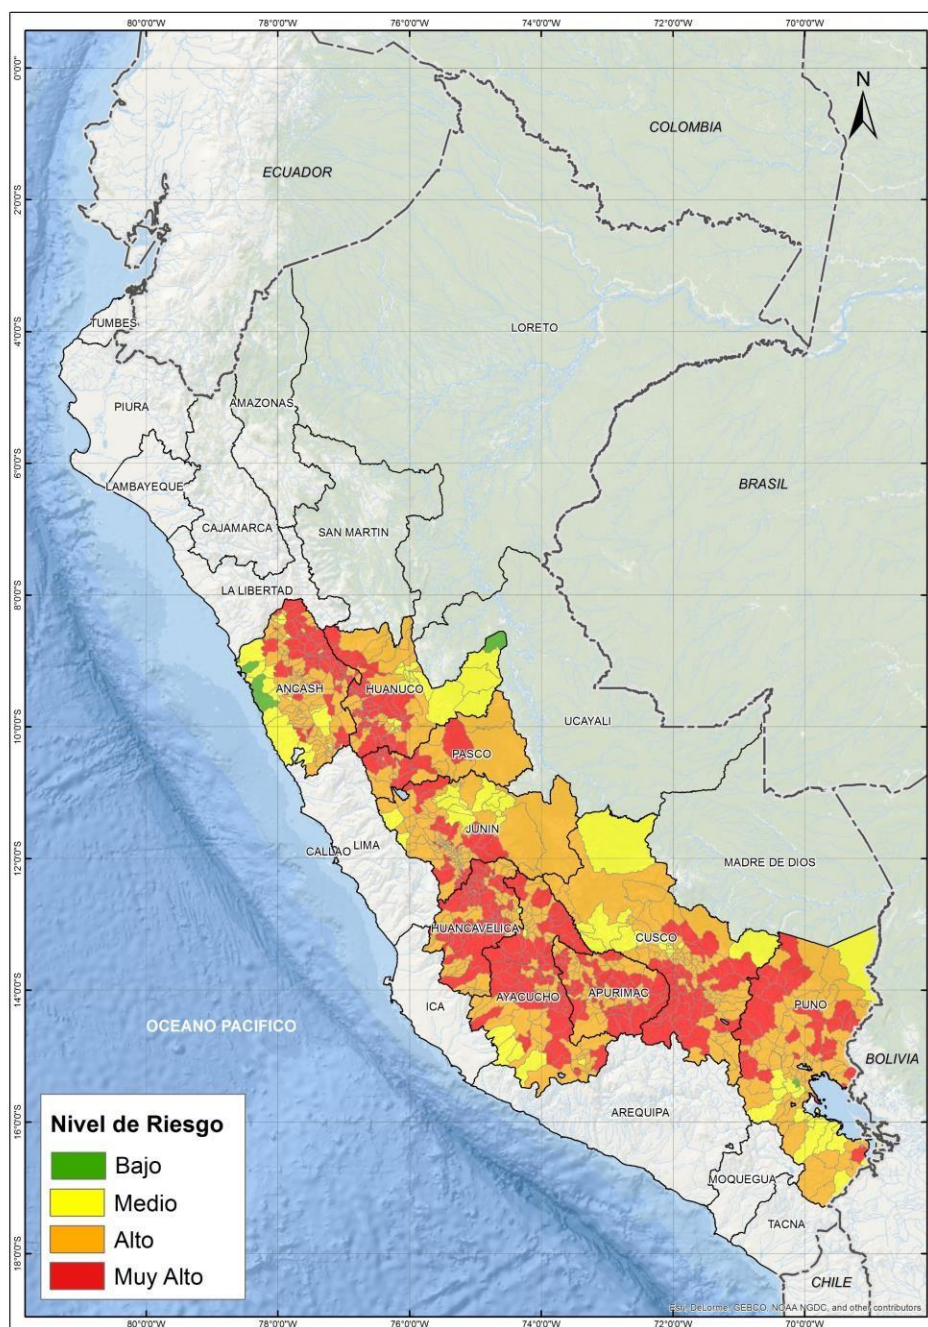 80°0'0"W 78°0'0"W 76°0'0"W 74°0'0"W 72°0'0"W 70°0'0"W
0°0'0"
2°0'0"S
4°0'0"S
6°0'0"S
8°0'0"S
10°0'0"S
12°0'0"S
14°0'0"S
16°0'0"S
18°0'0"S
N
COLOMBIA
ECUADOR
LORETO
TUMBES
PIURA
AMAZONAS
LAMBAYEQUE
BRASIL
CAJAMARCA
SAN MARTIN
LA LIBERTAD
ANCASH
HUANUCO
UCAYALI
PASCO
JUNIN
LIMA
CALLAO
MADRE DE DIOS
HUANCAVELICA
CUSCO
ICA
AYACUCHO
APURIMAC
PUNO
OCEANO PACIFICO
BOLIVIA
AREQUIPA
MOQUEGUA
TACNA
CHILE
Nivel de Riesgo
Bajo
Medio
Alto
Muy Alto
Esri, DeLorme, GEBCO, NOAA NGDC, and other contributors
80°0'0"W 78°0'0"W 76°0'0"W 74°0'0"W 72°0'0"W 70°0'0"W